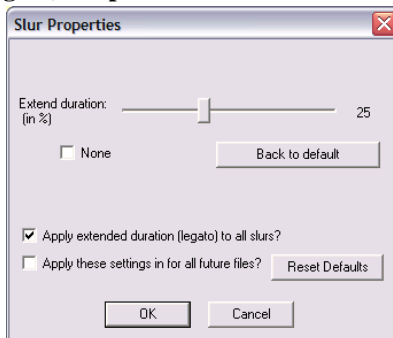 Slur Properties
Extend duration:
(in %)
25
None
Back to default
Apply extended duration (legato) to all slurs?
Apply these settings in for all future files?
Reset Defaults
OK
Cancel